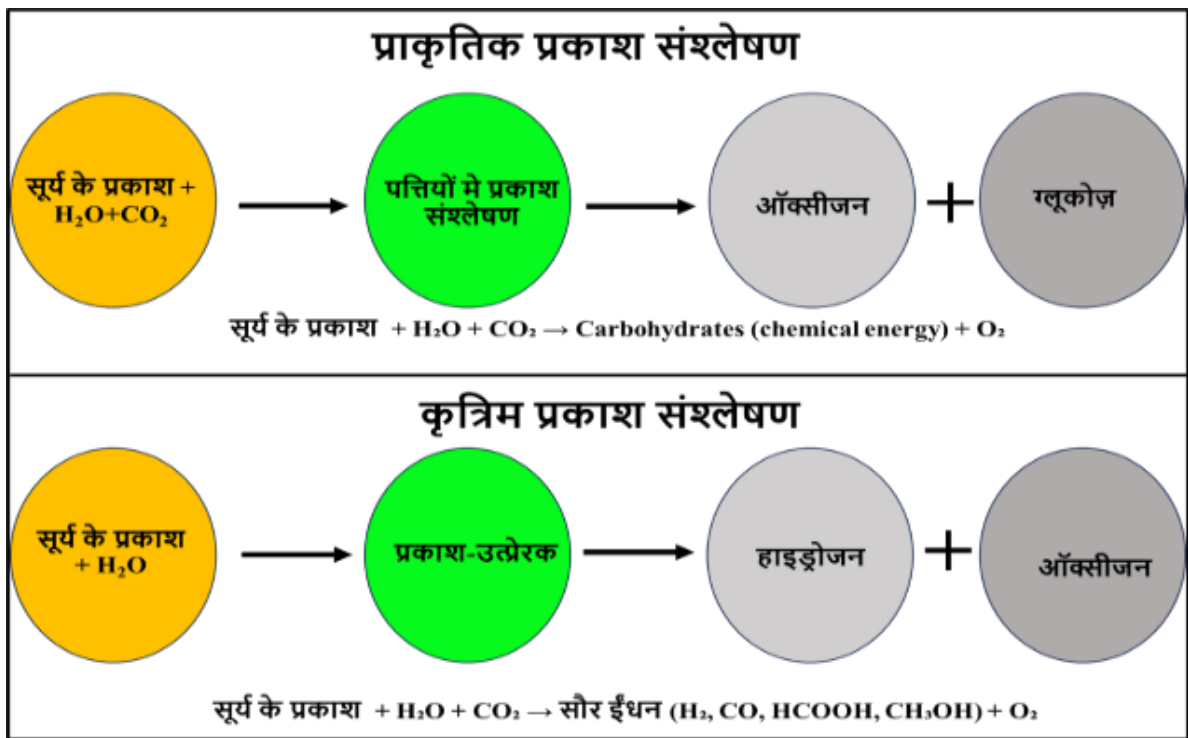 प्राकृतिक प्रकाश संश्लेषण
सूर्य के प्रकाश +
H₂O+CO₂
पत्तियों मे प्रकाश
संश्लेषण
ऑक्सीजन
+
ग्लूकोज़
सूर्य के प्रकाश + H₂O + CO₂ → Carbohydrates (chemical energy) + O₂
कृत्रिम प्रकाश संश्लेषण
सूर्य के प्रकाश
+ H₂O
प्रकाश-उत्प्रेरक
हाइड्रोजन
+
ऑक्सीजन
सूर्य के प्रकाश + H₂O + CO₂ → सौर ईंधन (H₂, CO, HCOOH, CH₃OH) + O₂